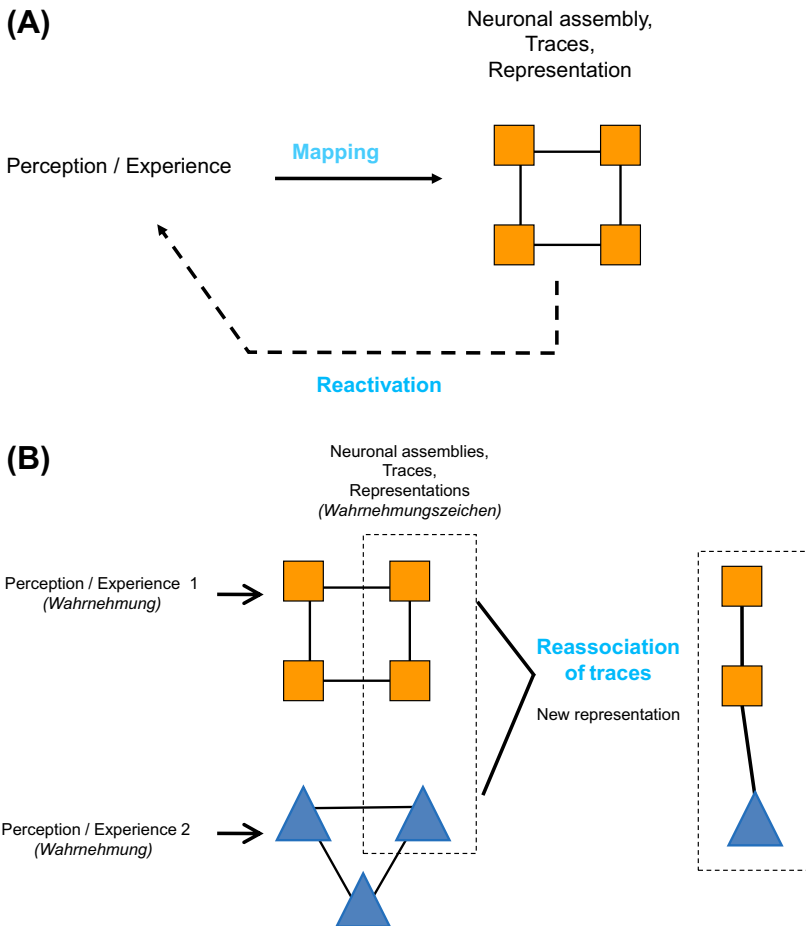 (A)
Neuronal assembly,
Traces,
Representation
Mapping
Perception / Experience
Reactivation
(B)
Neuronal assemblies,
Traces,
Representations
(Wahrnehmungszeichen)
Perception / Experience 1
(Wahrnehmung)
Reassociation
of traces
New representation
Perception / Experience 2
(Wahrnehmung)